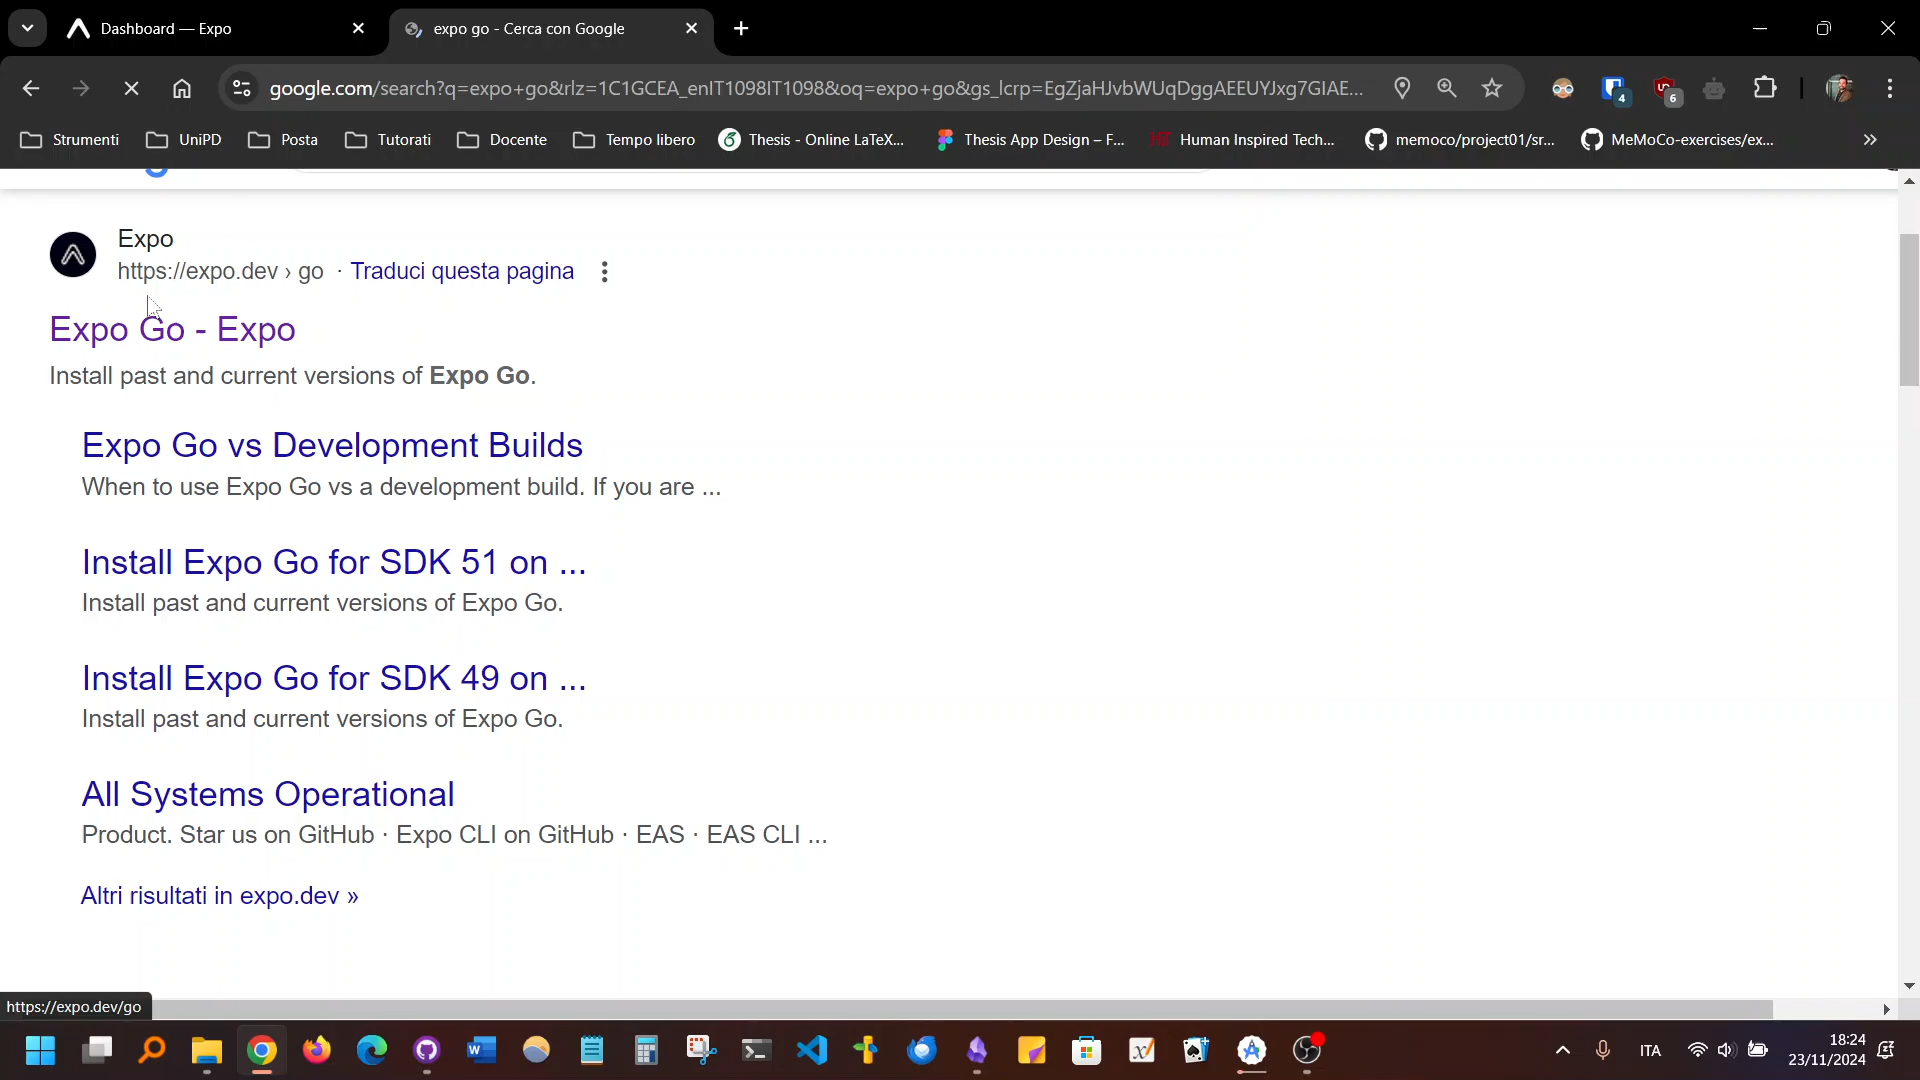 Dashboard — Expo
expo go - Cerca con Google
google.com/search?q=expo+go&rlz=1C1GCEA_enIT1098IT1098&oq=expo+go&gs_lcrp=EgZjaHJvbWUqDggAEEUYJxg7GIAE...
4
6
Strumenti
UniPD
Posta
Tutorati
Docente
Tempo libero
Thesis - Online LaTeX...
Thesis App Design – F...
Human Inspired Tech...
memoco/project01/sr...
MeMoCo-exercises/ex...
Expo
https://expo.dev › go · Traduci questa pagina
Expo Go - Expo
Install past and current versions of Expo Go.
Expo Go vs Development Builds
When to use Expo Go vs a development build. If you are ...
Install Expo Go for SDK 51 on ...
Install past and current versions of Expo Go.
Install Expo Go for SDK 49 on ...
Install past and current versions of Expo Go.
All Systems Operational
Product. Star us on GitHub · Expo CLI on GitHub · EAS · EAS CLI ...
Altri risultati in expo.dev »
https://expo.dev/go
ITA
18:24
23/11/2024